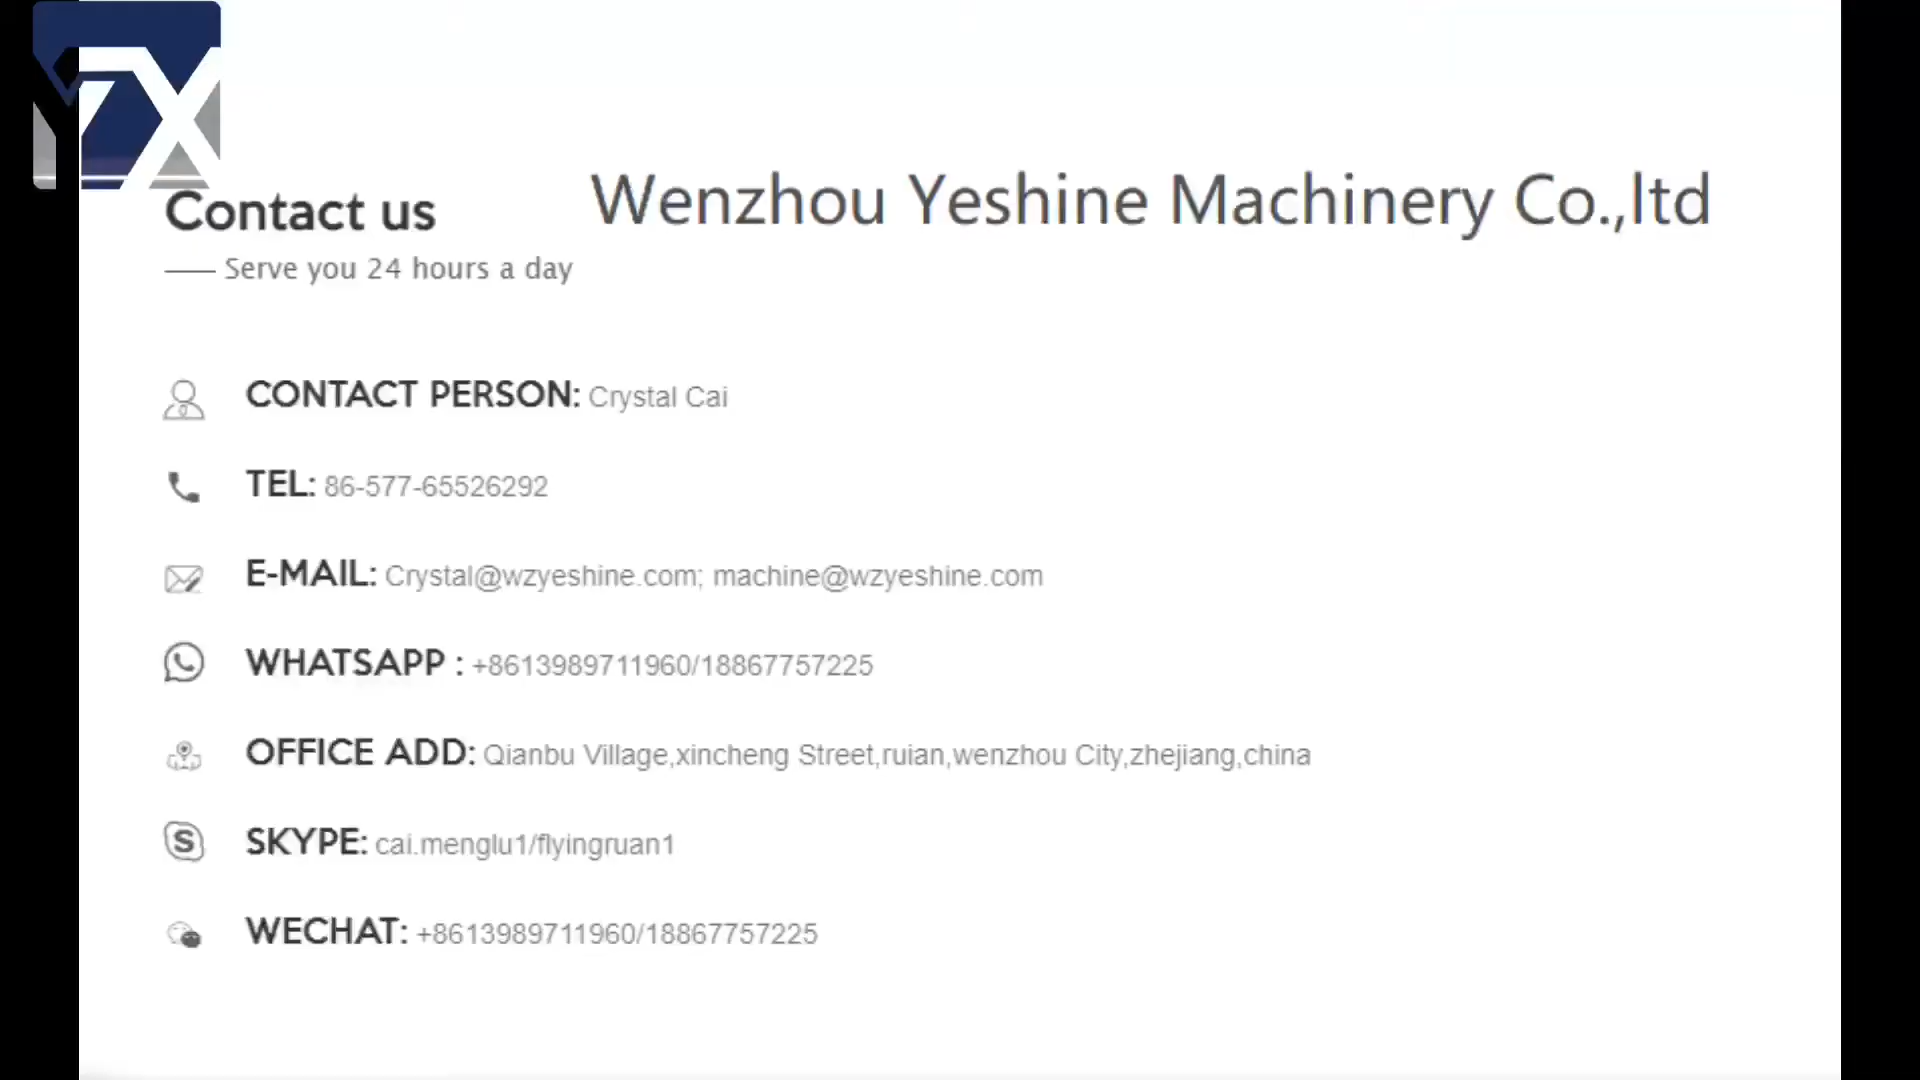 YX
Contact us
Wenzhou Yeshine Machinery Co.,ltd
Serve you 24 hours a day
CONTACT PERSON: Crystal Cai
TEL: 86-577-65526292
E-MAIL: Crystal@wzyeshine.com; machine@wzyeshine.com
WHATSAPP : +8613989711960/18867757225
OFFICE ADD: Qianbu Village,xincheng Street,ruian,wenzhou City,zhejiang,china
SKYPE: cai.menglu1/flyingruan1
WECHAT: +8613989711960/18867757225